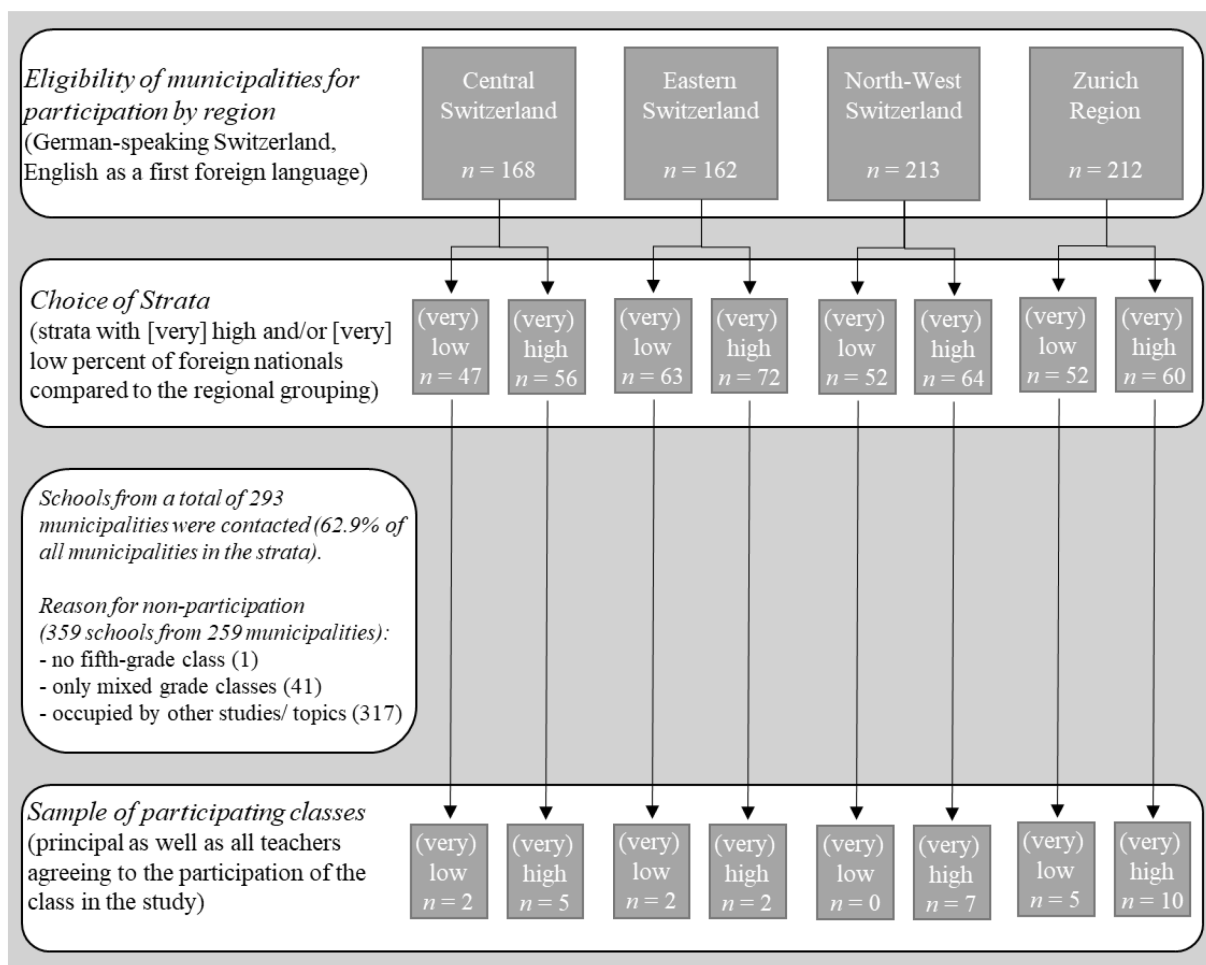 Eligibility of municipalities for
participation by region
(German-speaking Switzerland,
English as a first foreign language)
Central
Switzerland
n = 168
Eastern
Switzerland
n = 162
North-West
Switzerland
n = 213
Zurich
Region
n = 212
Choice of Strata
(strata with [very] high and/or [very]
low percent of foreign nationals
compared to the regional grouping)
(very)
low
n = 47
(very)
high
n = 56
(very)
low
n = 63
(very)
high
n = 72
(very)
low
n = 52
(very)
high
n = 64
(very)
low
n = 52
(very)
high
n = 60
Schools from a total of 293
municipalities were contacted (62.9% of
all municipalities in the strata).
Reason for non-participation
(359 schools from 259 municipalities):
- no fifth-grade class (1)
- only mixed grade classes (41)
- occupied by other studies/ topics (317)
Sample of participating classes
(principal as well as all teachers
agreeing to the participation of the
class in the study)
(very)
low
n = 2
(very)
high
n = 5
(very)
low
n = 2
(very)
high
n = 2
(very)
low
n = 0
(very)
high
n = 7
(very)
low
n = 5
(very)
high
n = 10